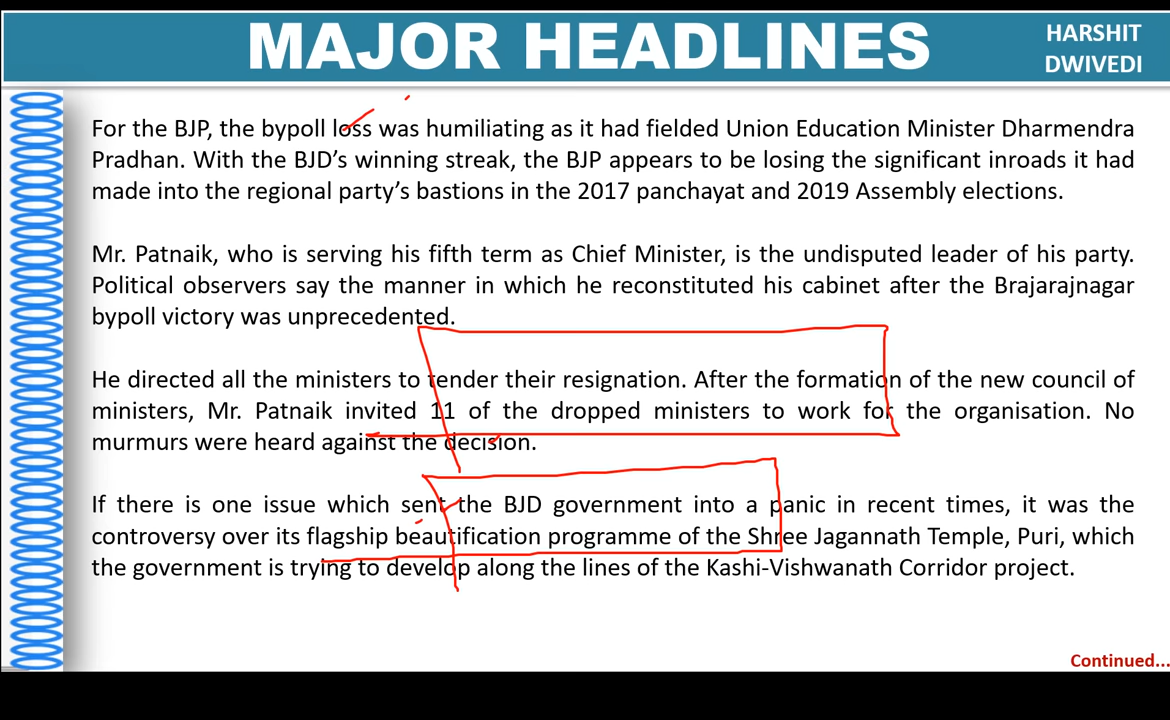 MAJOR HEADLINES
HARSHIT
DWIVEDI
For the BJP, the bypoll loss was humiliating as it had fielded Union Education Minister Dharmendra
Pradhan. With the BJD’s winning streak, the BJP appears to be losing the significant inroads it had
made into the regional party’s bastions in the 2017 panchayat and 2019 Assembly elections.
Mr. Patnaik, who is serving his fifth term as Chief Minister, is the undisputed leader of his party.
Political observers say the manner in which he reconstituted his cabinet after the Brajarajnagar
bypoll victory was unprecedented.
He directed all the ministers to tender their resignation. After the formation of the new council of
ministers, Mr. Patnaik invited 11 of the dropped ministers to work for the organisation. No
murmurs were heard against the decision.
If there is one issue which sent the BJD government into a panic in recent times, it was the
controversy over its flagship beautification programme of the Shree Jagannath Temple, Puri, which
the government is trying to develop along the lines of the Kashi-Vishwanath Corridor project.
Continued...